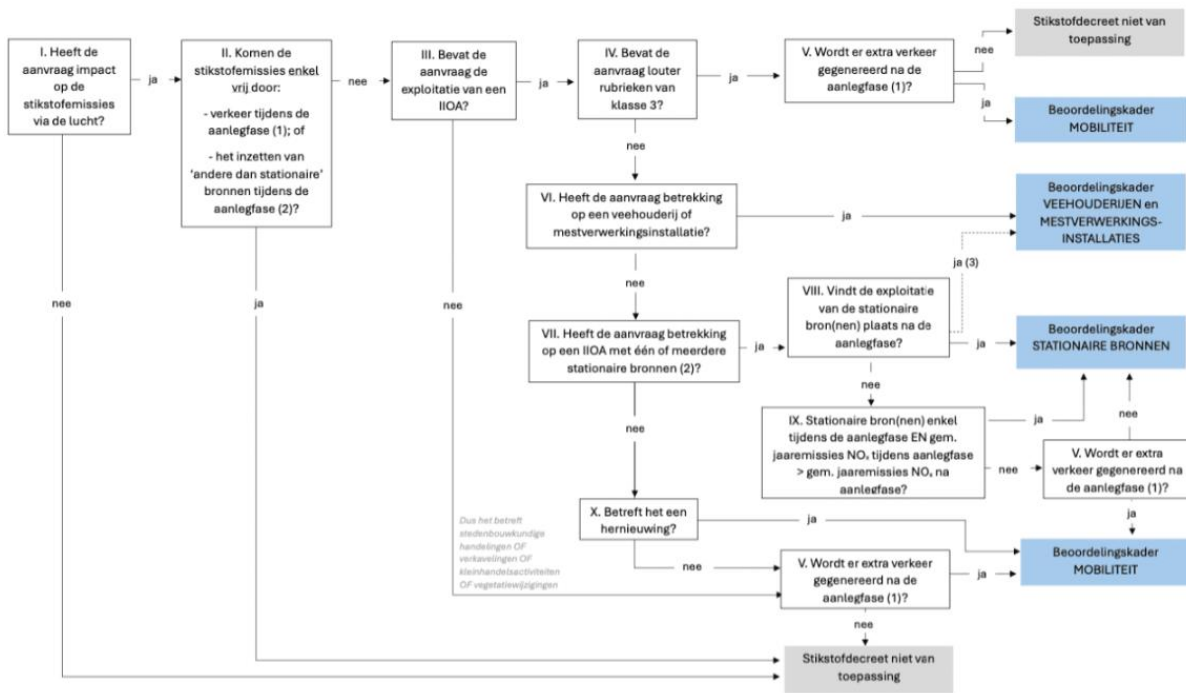 I. Heeft de
aanvraag impact
op de
stikstofemissies
via de lucht?
ja
nee
II. Komen de
stikstofemissies enkel
vrij door:
- verkeer tijdens de
aanlegfase (1); of
- het inzetten van
'andere dan stationaire'
bronnen tijdens de
aanlegfase (2)?
nee
ja
III. Bevat de
aanvraag de
exploitatie van een
IIOA?
ja
nee
Dus het betreft
stedenbouwkundige
handelingen OF
verkavelingen OF
kleinhandelsactiviteiten
OF vegetatiewijzigingen
IV. Bevat de
aanvraag louter
rubrieken van
klasse 3?
ja
nee
V. Wordt er extra verkeer
gegenereerd na de
aanlegfase (1)?
nee
ja
Stikstofdecreet niet van
toepassing
Beoordelingskader
MOBILITEIT
VI. Heeft de aanvraag betrekking
op een veehouderij of
mestverwerkingsinstallatie?
ja
nee
Beoordelingskader
VEEHOUDERIJEN en
MESTVERWERKINGS-
INSTALLATIES
VII. Heeft de aanvraag betrekking
op een IIOA met één of meerdere
stationaire bronnen (2)?
ja
nee
VIII. Vindt de exploitatie
van de stationaire
bron(nen) plaats na de
aanlegfase?
ja (3)
ja
nee
Beoordelingskader
STATIONAIRE BRONNEN
IX. Stationaire bron(nen) enkel
tijdens de aanlegfase EN gem.
jaaremissies NOₓ tijdens aanlegfase
> gem. jaaremissies NOₓ na
aanlegfase?
ja
nee
V. Wordt er extra
verkeer gegenereerd na
de aanlegfase (1)?
nee
ja
X. Betreft het een
hernieuwing?
ja
nee
Beoordelingskader
MOBILITEIT
V. Wordt er extra verkeer
gegenereerd na de
aanlegfase (1)?
ja
nee
Stikstofdecreet niet van
toepassing